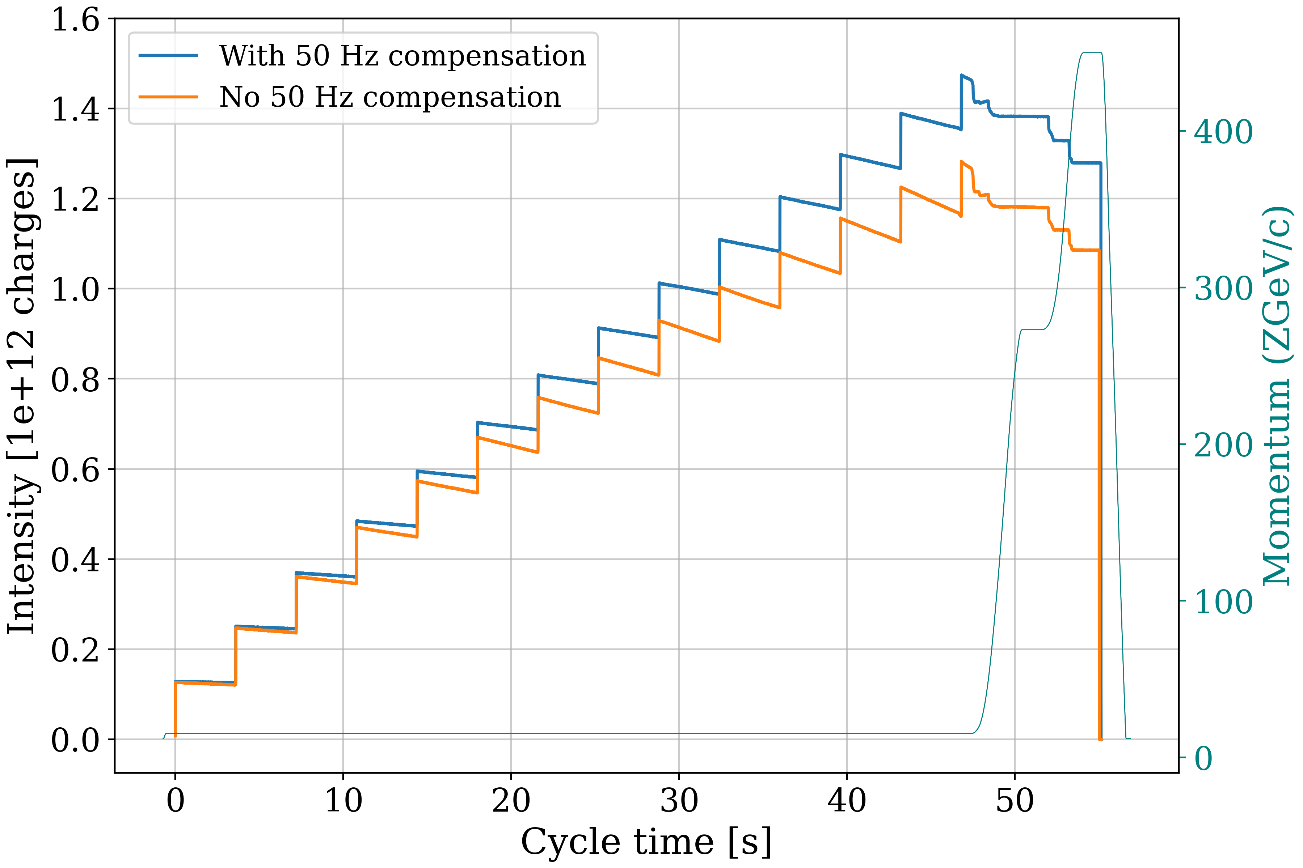 With 50 Hz compensation
No 50 Hz compensation
Intensity [1e+12 charges]
1.6
1.4
1.2
1.0
0.8
0.6
0.4
0.2
0.0
400
300
200
100
0
Momentum (ZGeV/c)
0 10 20 30 40 50
Cycle time [s]